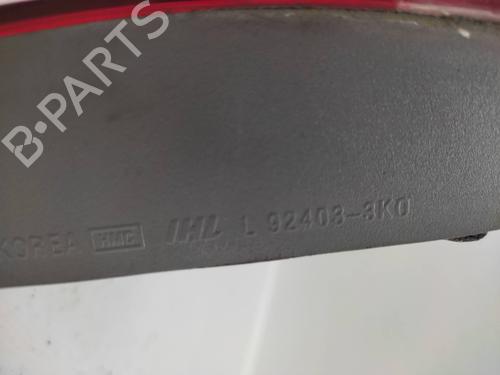 B-PARTS
KOREA HMC IHL L 92403-3K0